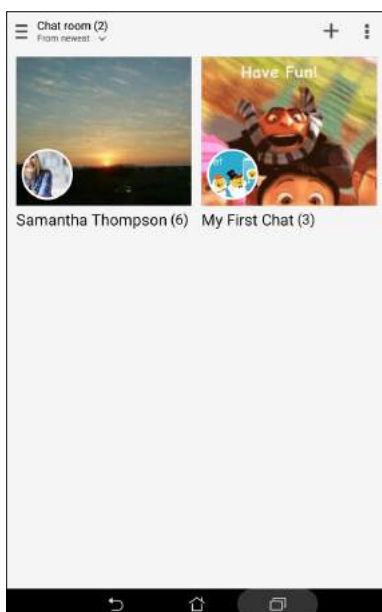 Chat room (2)
From newest
Have Fun!
Samantha Thompson (6)
My First Chat (3)